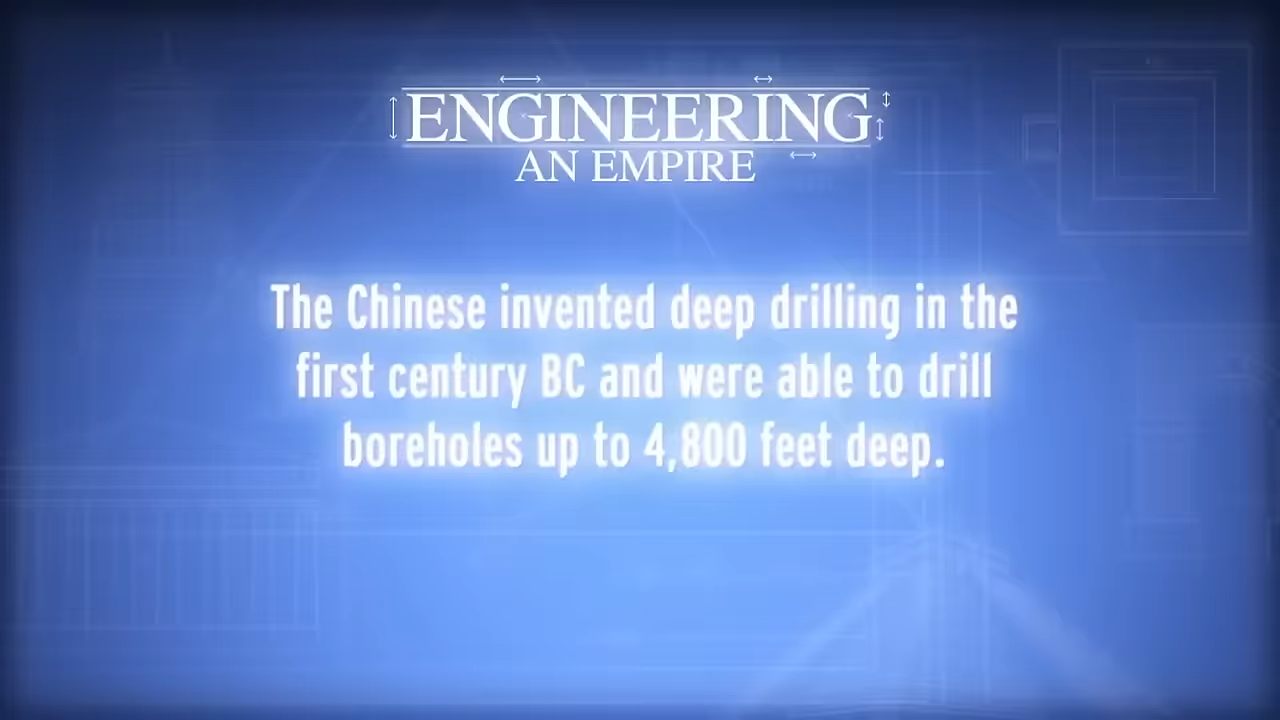 ENGINEERING
AN EMPIRE
The Chinese invented deep drilling in the
first century BC and were able to drill
boreholes up to 4,800 feet deep.